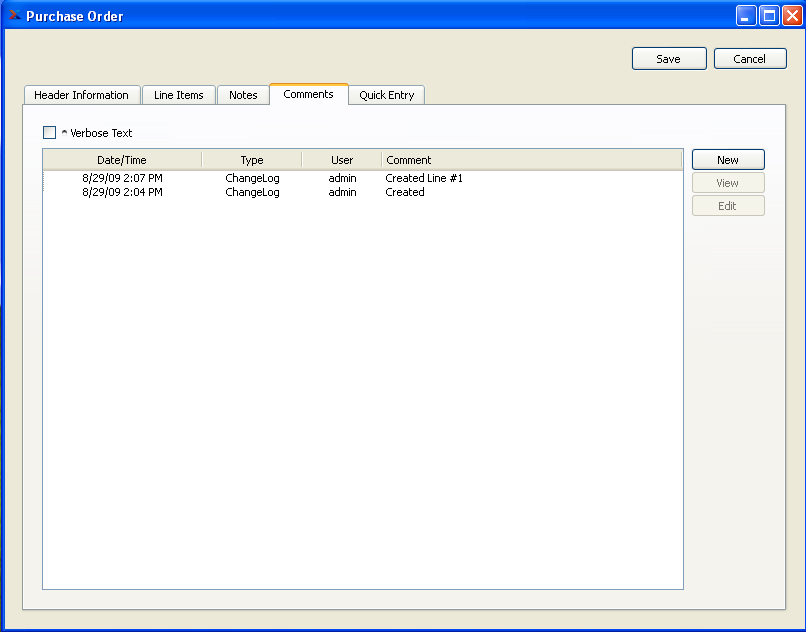 Purchase Order
Save Cancel
Header Information Line Items Notes Comments Quick Entry
^ Verbose Text
Date/Time Type User Comment
8/29/09 2:07 PM ChangeLog admin Created Line #1
8/29/09 2:04 PM ChangeLog admin Created
New
View
Edit